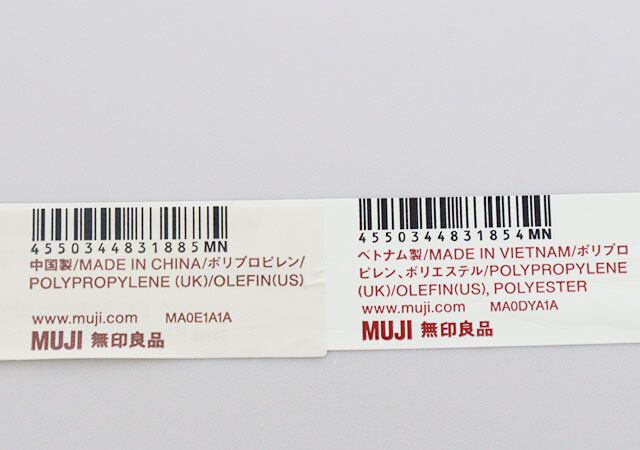 4550344831885MN
中国製/MADE IN CHINA/ポリプロピレン/
POLYPROPYLENE (UK)/OLEFIN(US)
www.muji.com MA0E1A1A
MUJI 無印良品
4550344831854MN
ベトナム製/MADE IN VIETNAM/ポリプロ
ピレン、ポリエステル/POLYPROPYLENE
(UK)/OLEFIN(US), POLYESTER
www.muji.com MA0DYA1A
MUJI 無印良品